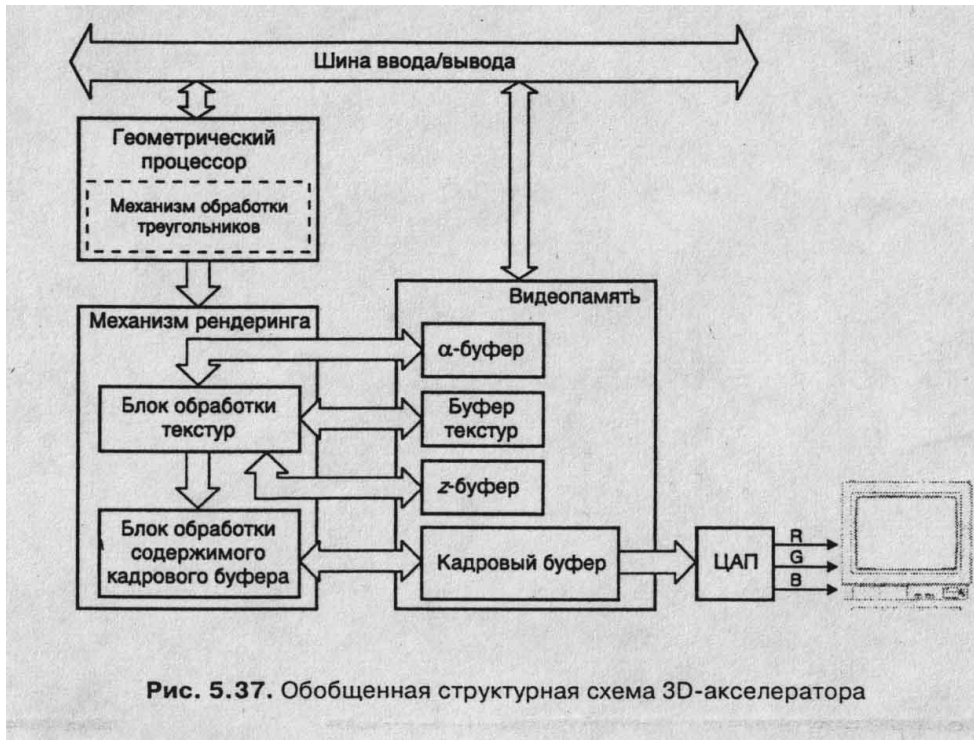 Шина ввода/вывода
Геометрический
процессор
Механизм обработки
треугольников
Механизм рендеринга
Блок обработки
текстур
Блок обработки
содержимого
кадрового буфера
Видеопамять
α-буфер
Буфер
текстур
z-буфер
Кадровый буфер
ЦАП
R
G
B
Рис. 5.37. Обобщенная структурная схема 3D-акселератора